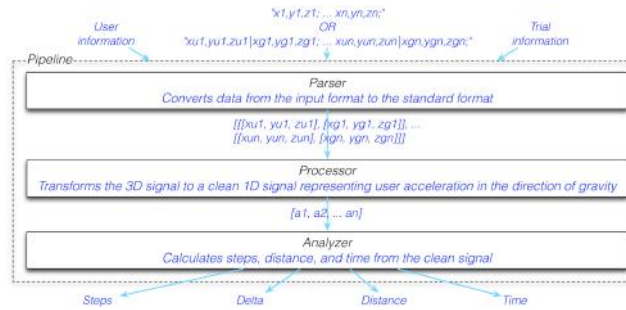 "x1,y1,z1; ... xn,yn,zn;"
User
information
OR
Trial
information
"xu1,yu1,zu1|xg1,yg1,zg1; ... xun,yun,zun|xgn,ygn,zgn;"
Pipeline
Parser
Converts data from the input format to the standard format
[[[xu1, yu1, zu1], [xg1, yg1, zg1]], ...
[[xun, yun, zun], [xgn, ygn, zgn]]]
Processor
Transforms the 3D signal to a clean 1D signal representing user acceleration in the direction of gravity
[a1, a2, ... an]
Analyzer
Calculates steps, distance, and time from the clean signal
Steps
Delta
Distance
Time